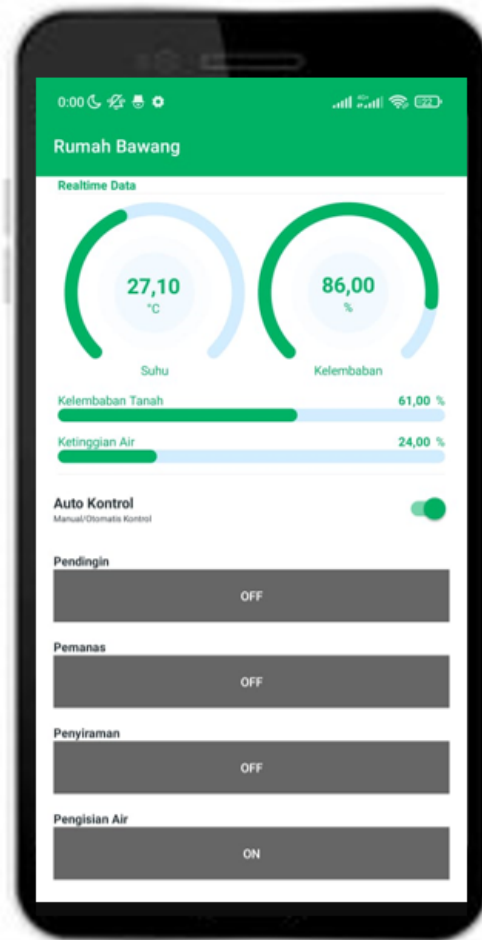 0:00 22
Rumah Bawang
Realtime Data
27,10
°C
Suhu
86,00
%
Kelembaban
Kelembaban Tanah 61,00 %
Ketinggian Air 24,00 %
Auto Kontrol
Manual/Otomatis Kontrol
Pendingin
OFF
Pemanas
OFF
Penyiraman
OFF
Pengisian Air
ON